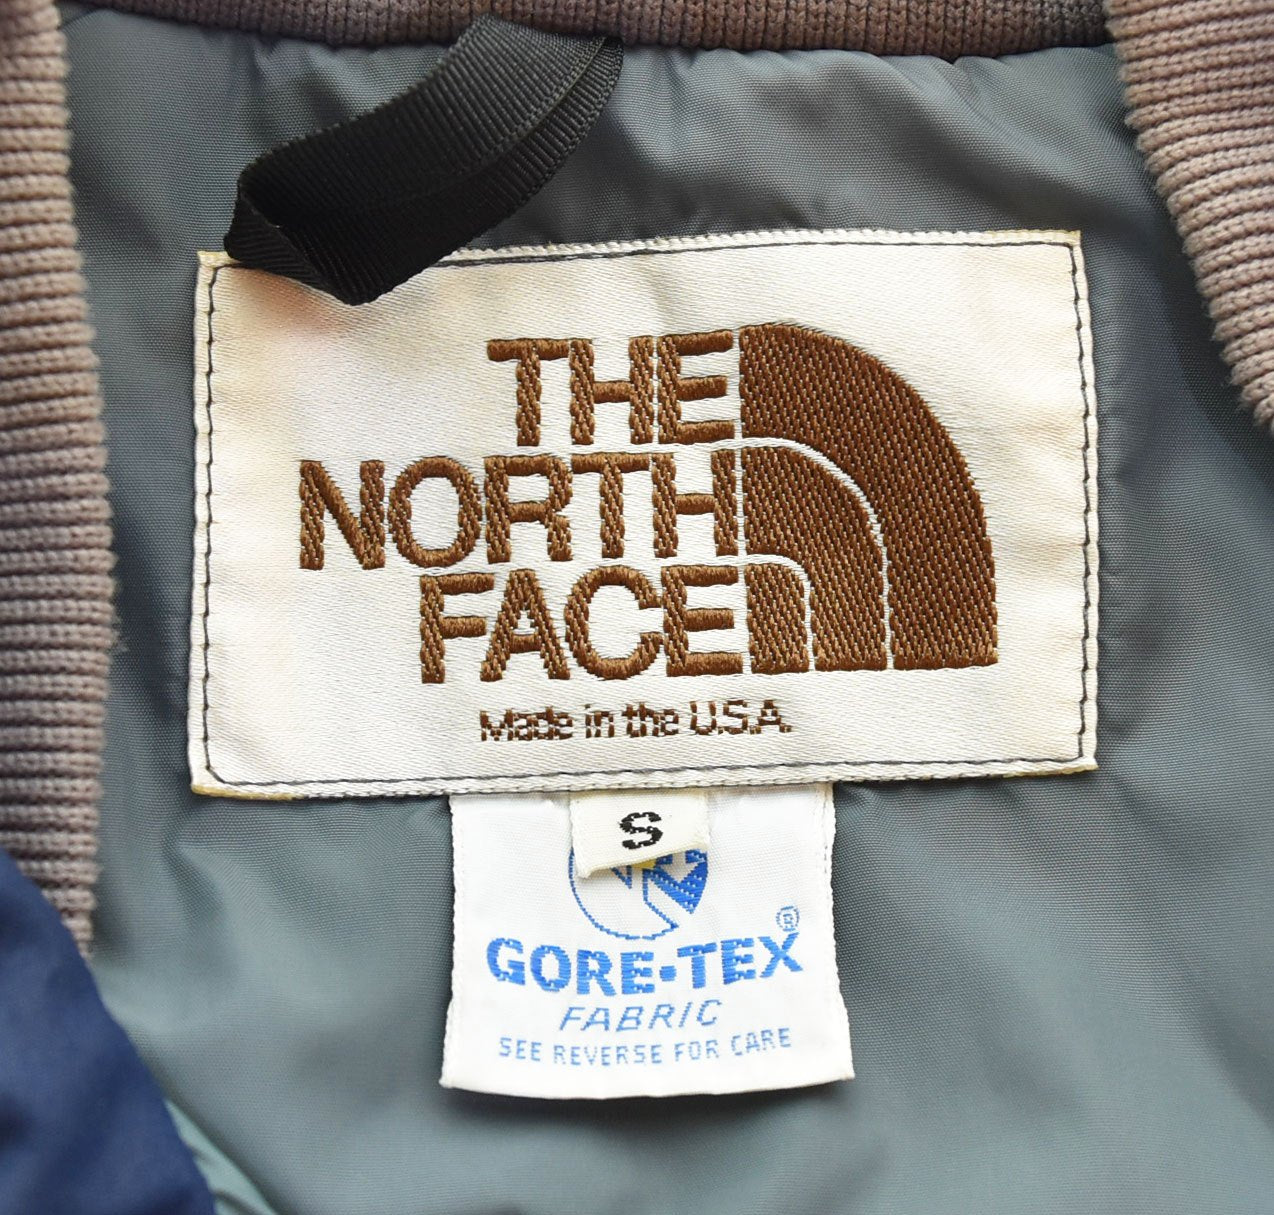 THE
NORTH
FACE
Made in the U.S.A.
S
GORE-TEX®
FABRIC
SEE REVERSE FOR CARE